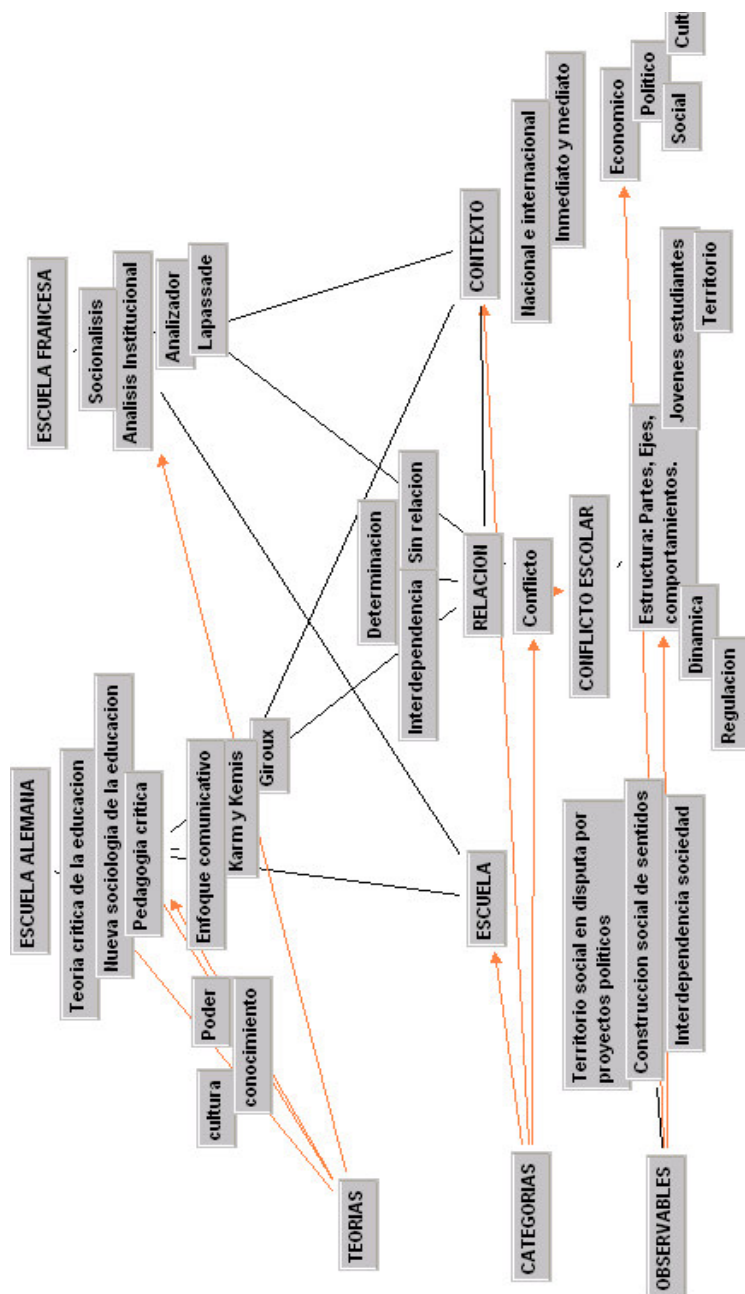 ESCUELA ALEMANA
Teoria critica de la educacion
Nueva sociologia de la educacion
Pedagogia critica
ESCUELA FRANCESA
Socionalisis
Analisis Institucional
Analizador
Lapassade
cultura
Poder
conocimiento
Enfoque comunicativo
Karm y Kemis
Giroux
TEORIAS
Determinacion
Interdependencia
Sin relacion
CATEGORIAS
ESCUELA
RELACION
CONTEXTO
Conflicto
Nacional e internacional
Inmediato y mediato
CONFLICTO ESCOLAR
Territorio social en disputa por
proyectos politicos
Construccion social de sentidos
Interdependencia sociedad
OBSERVABLES
Estructura: Partes, Ejes,
comportamientos.
Dinamica
Regulacion
Jovenes estudiantes
Territorio
Economico
Politico
Social
Cult